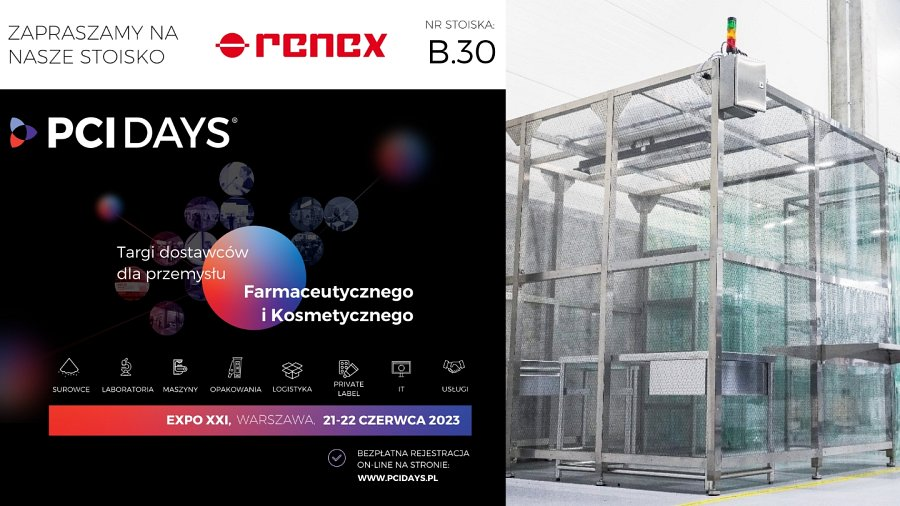 ZAPRASZAMY NA
NASZE STOISKO
renex
NR STOISKA:
B.30
PCI DAYS®
Targi dostawców
dla przemysłu
Farmaceutycznego
i Kosmetycznego
SUROWCE
LABORATORIA
MASZYNY
OPAKOWANIA
LOGISTYKA
PRIVATE
LABEL
IT
USŁUGI
EXPO XXI, WARSZAWA, 21-22 CZERWCA 2023
BEZPŁATNA REJESTRACJA
ON-LINE NA STRONIE:
WWW.PCIDAYS.PL